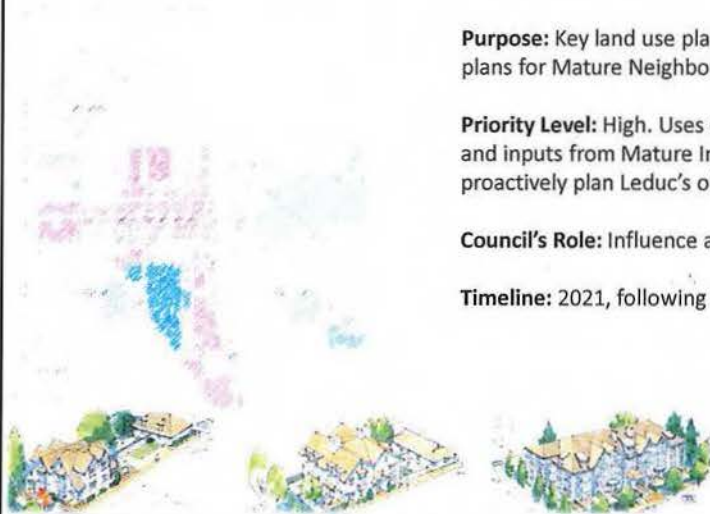 Purpose: Key land use pla
plans for Mature Neighbo
Priority Level: High. Uses
and inputs from Mature In
proactively plan Leduc's o
Council's Role: Influence a
Timeline: 2021, following